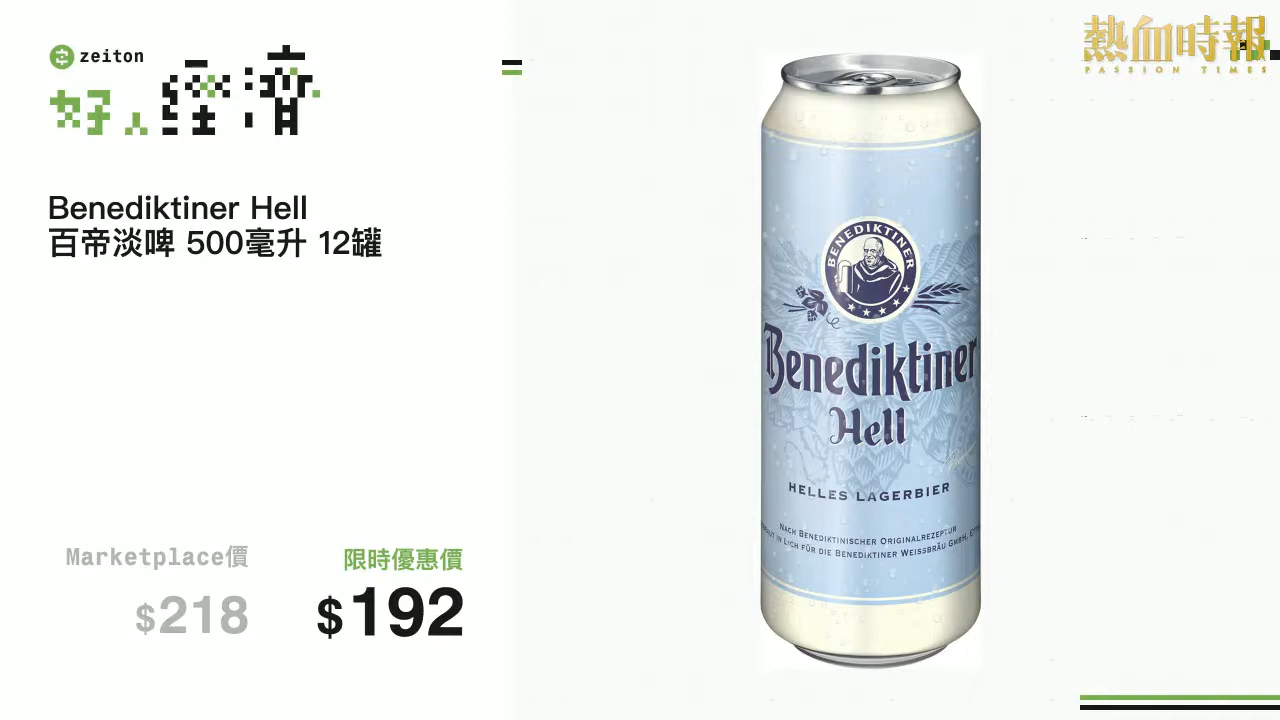 zeiton
好人經濟
熱血時報
PASSION TIMES
Benediktiner Hell
百帝淡啤 500毫升 12罐
Marketplace價
$218
限時優惠價
$192
BENEDIKTINER
Benediktiner
Hell
HELLES LAGERBIER
NACH BENEDIKTINISCHER ORIGINALREZEPTUR
GEBRAUT IN LICH FÜR DIE BENEDIKTINER WEISSBRÄU GMBH,